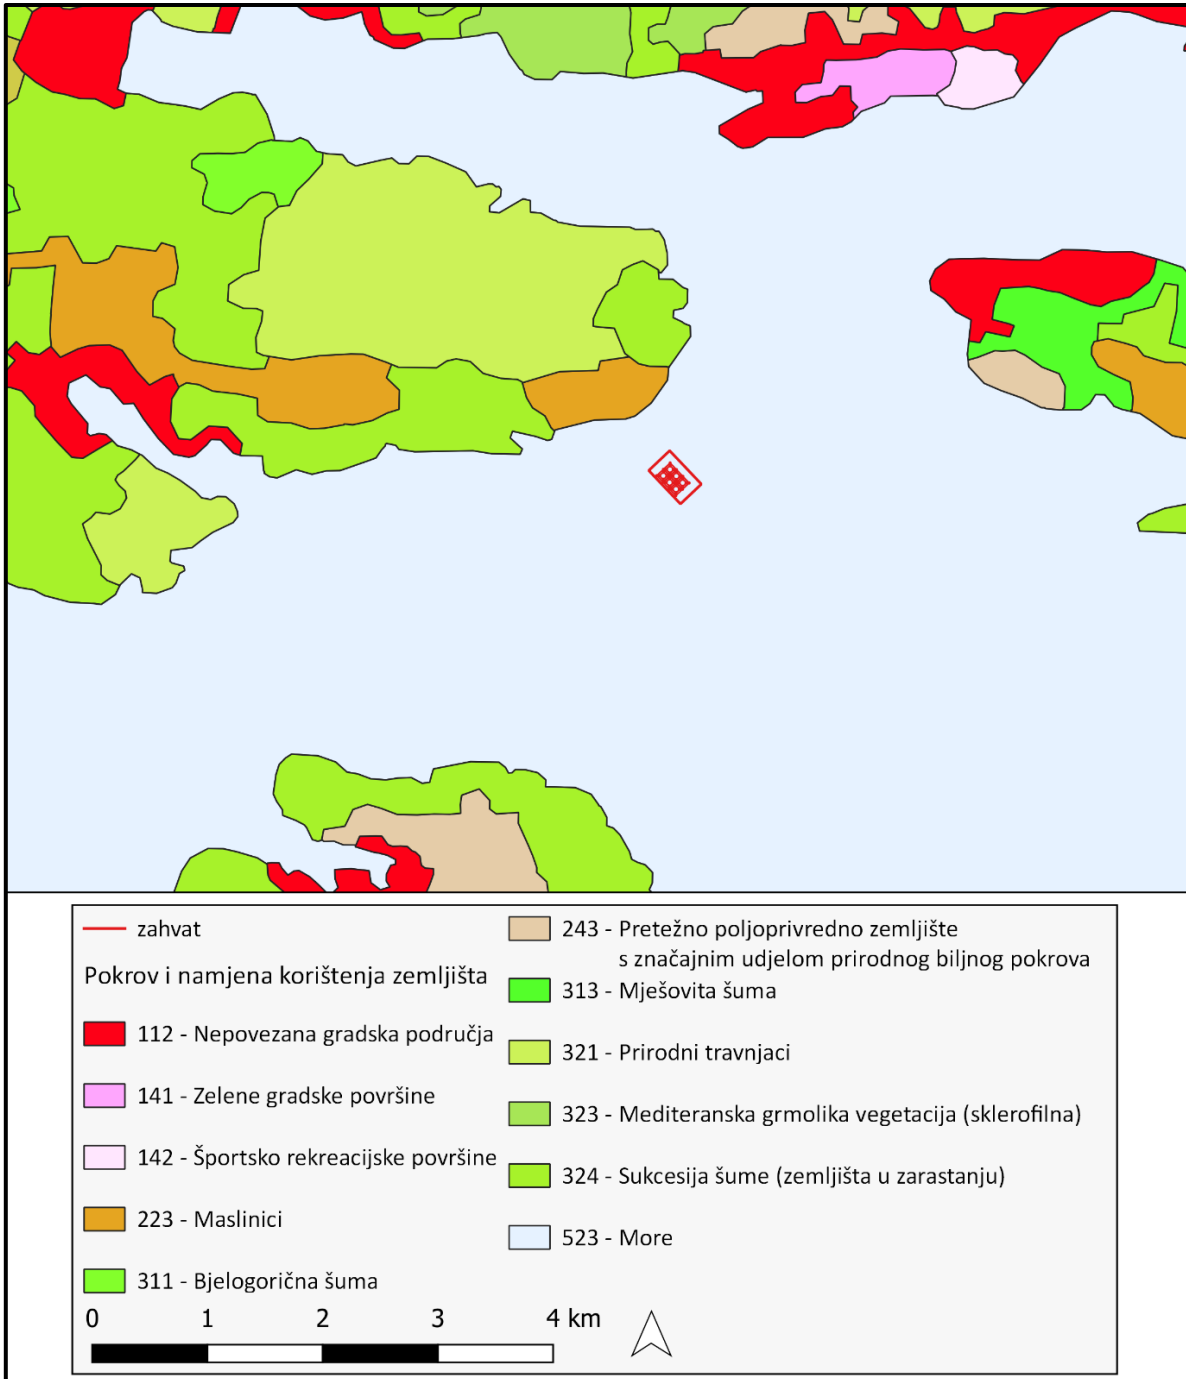 zahvat
Pokrov i namjena korištenja zemljišta
112 - Nepovezana gradska područja
141 - Zelene gradske površine
142 - Športsko rekreacijske površine
223 - Maslinici
311 - Bjelogorična šuma
243 - Pretežno poljoprivredno zemljište
s značajnim udjelom prirodnog biljnog pokrova
313 - Mješovita šuma
321 - Prirodni travnjaci
323 - Mediteranska grmolika vegetacija (sklerofilna)
324 - Sukcesija šume (zemljišta u zarastanju)
523 - More
0 1 2 3 4 km